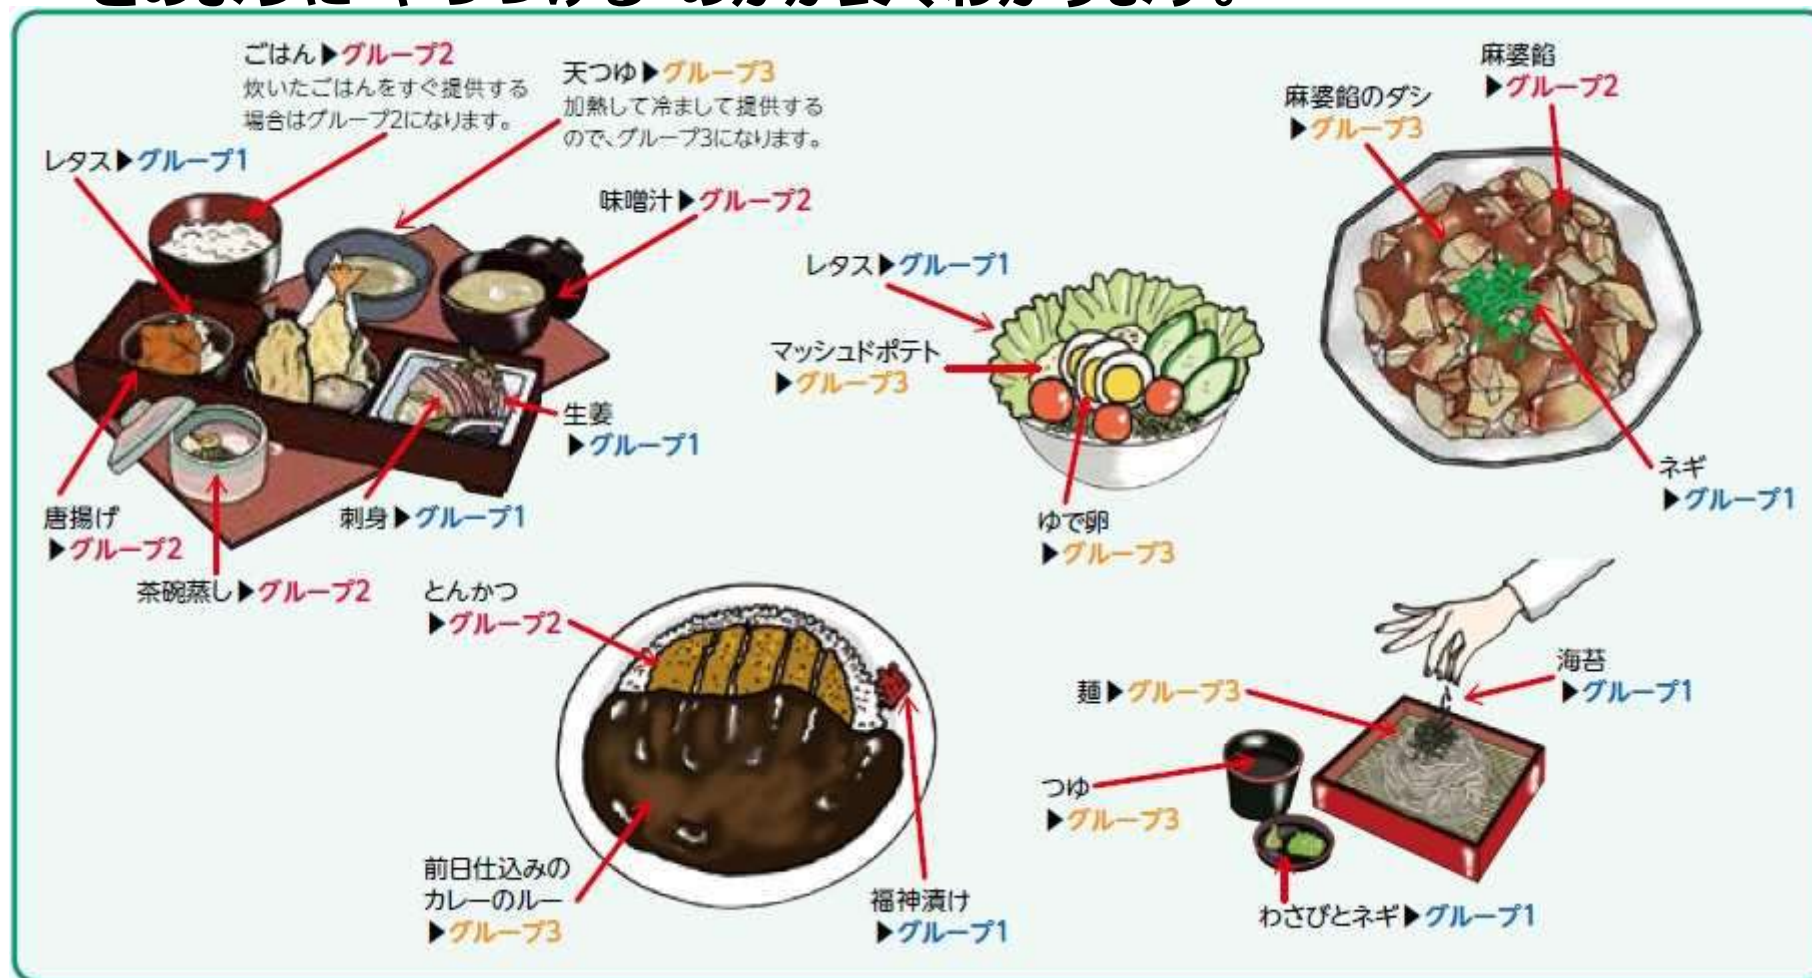 ごはん▶グループ2
炊いたごはんをすぐ提供する
場合はグループ2になります。
天つゆ▶グループ3
加熱して冷まして提供する
ので、グループ3になります。
レタス▶グループ1
味噌汁▶グループ2
生姜
▶グループ1
唐揚げ
▶グループ2
刺身▶グループ1
茶碗蒸し▶グループ2
レタス▶グループ1
マッシュドポテト
▶グループ3
ゆで卵
▶グループ3
麻婆餡
▶グループ2
麻婆餡のダシ
▶グループ3
ネギ
▶グループ1
とんかつ
▶グループ2
前日仕込みの
カレーのルー
▶グループ3
福神漬け
▶グループ1
麺▶グループ3
海苔
▶グループ1
つゆ
▶グループ3
わさびとネギ▶グループ1